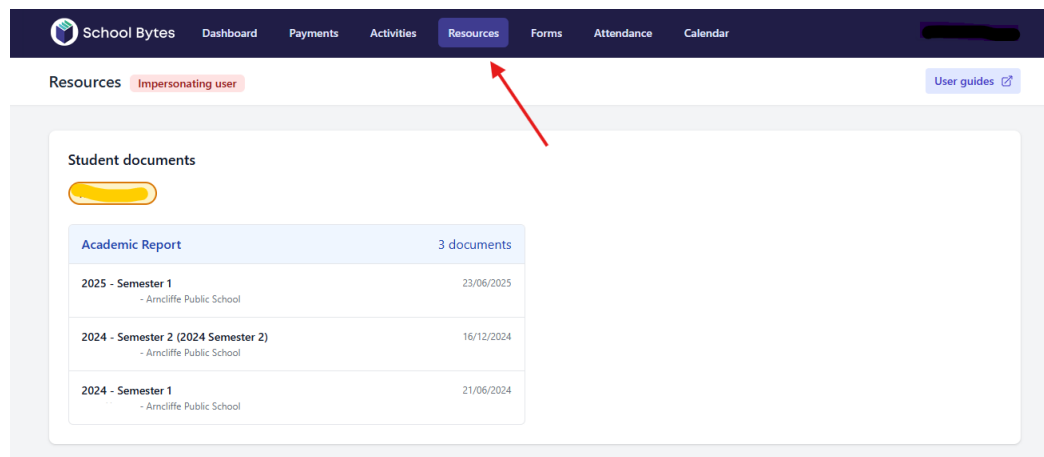 School Bytes Dashboard Payments Activities Resources Forms Attendance Calendar
Resources Impersonating user User guides
Student documents
Academic Report 3 documents
2025 - Semester 1 23/06/2025
- Arncliffe Public School
2024 - Semester 2 (2024 Semester 2) 16/12/2024
- Arncliffe Public School
2024 - Semester 1 21/06/2024
- Arncliffe Public School